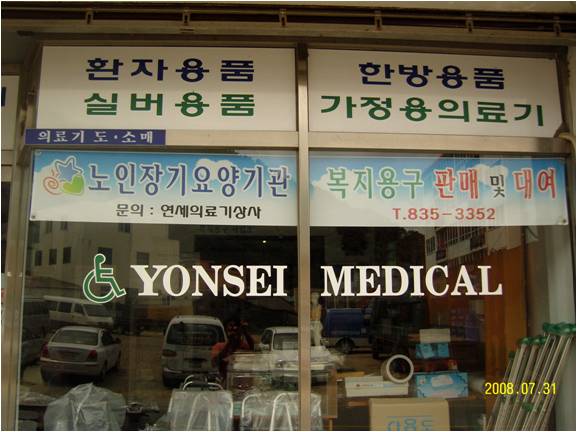 환자용품
실버용품
한방용품
가정용의료기
의료기 도·소매
노인장기요양기관
문의 : 연세의료기상사
복지용구 판매 및 대여
T.835-3352
YONSEI MEDICAL
2008.07.31